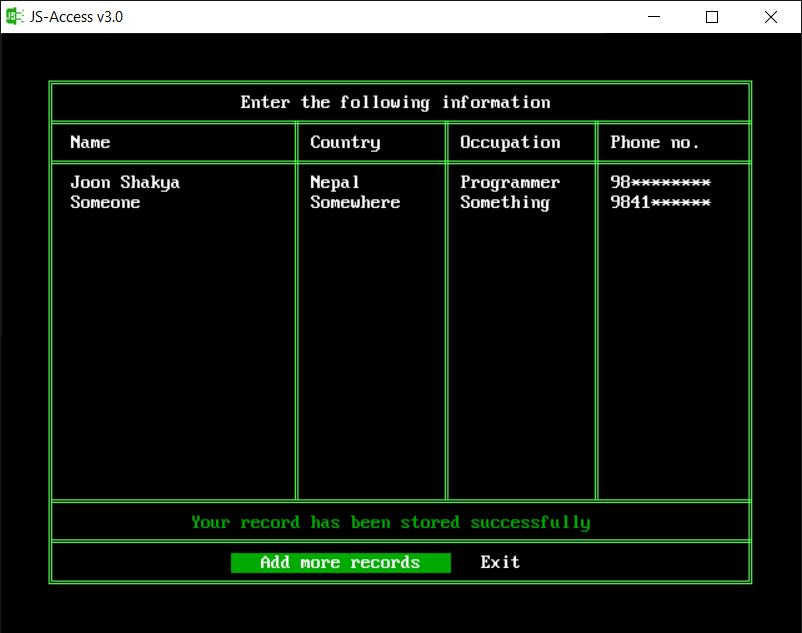 JS-Access v3.0
Enter the following information
Name Country Occupation Phone no.
Joon Shakya Nepal Programmer 98********
Someone Somewhere Something 9841******
Your record has been stored successfully
Add more records Exit